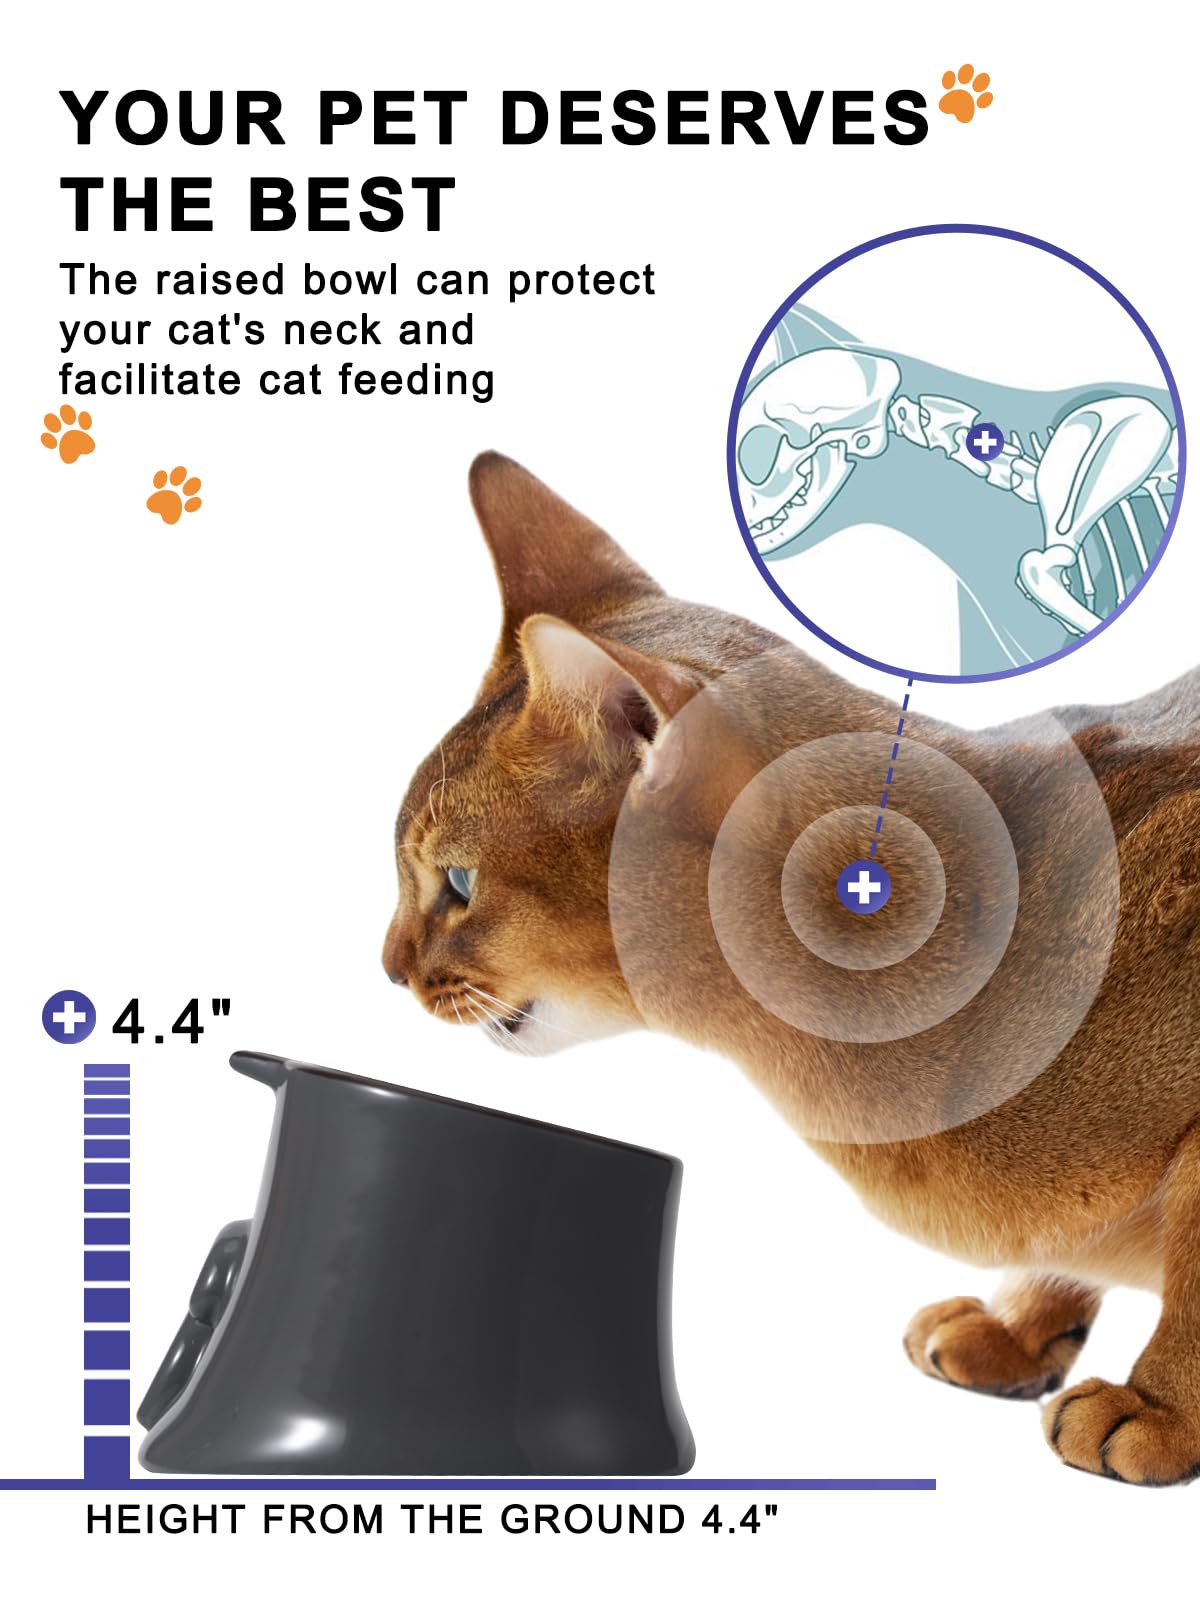 YOUR PET DESERVES
THE BEST
The raised bowl can protect
your cat's neck and
facilitate cat feeding
4.4"
HEIGHT FROM THE GROUND 4.4"